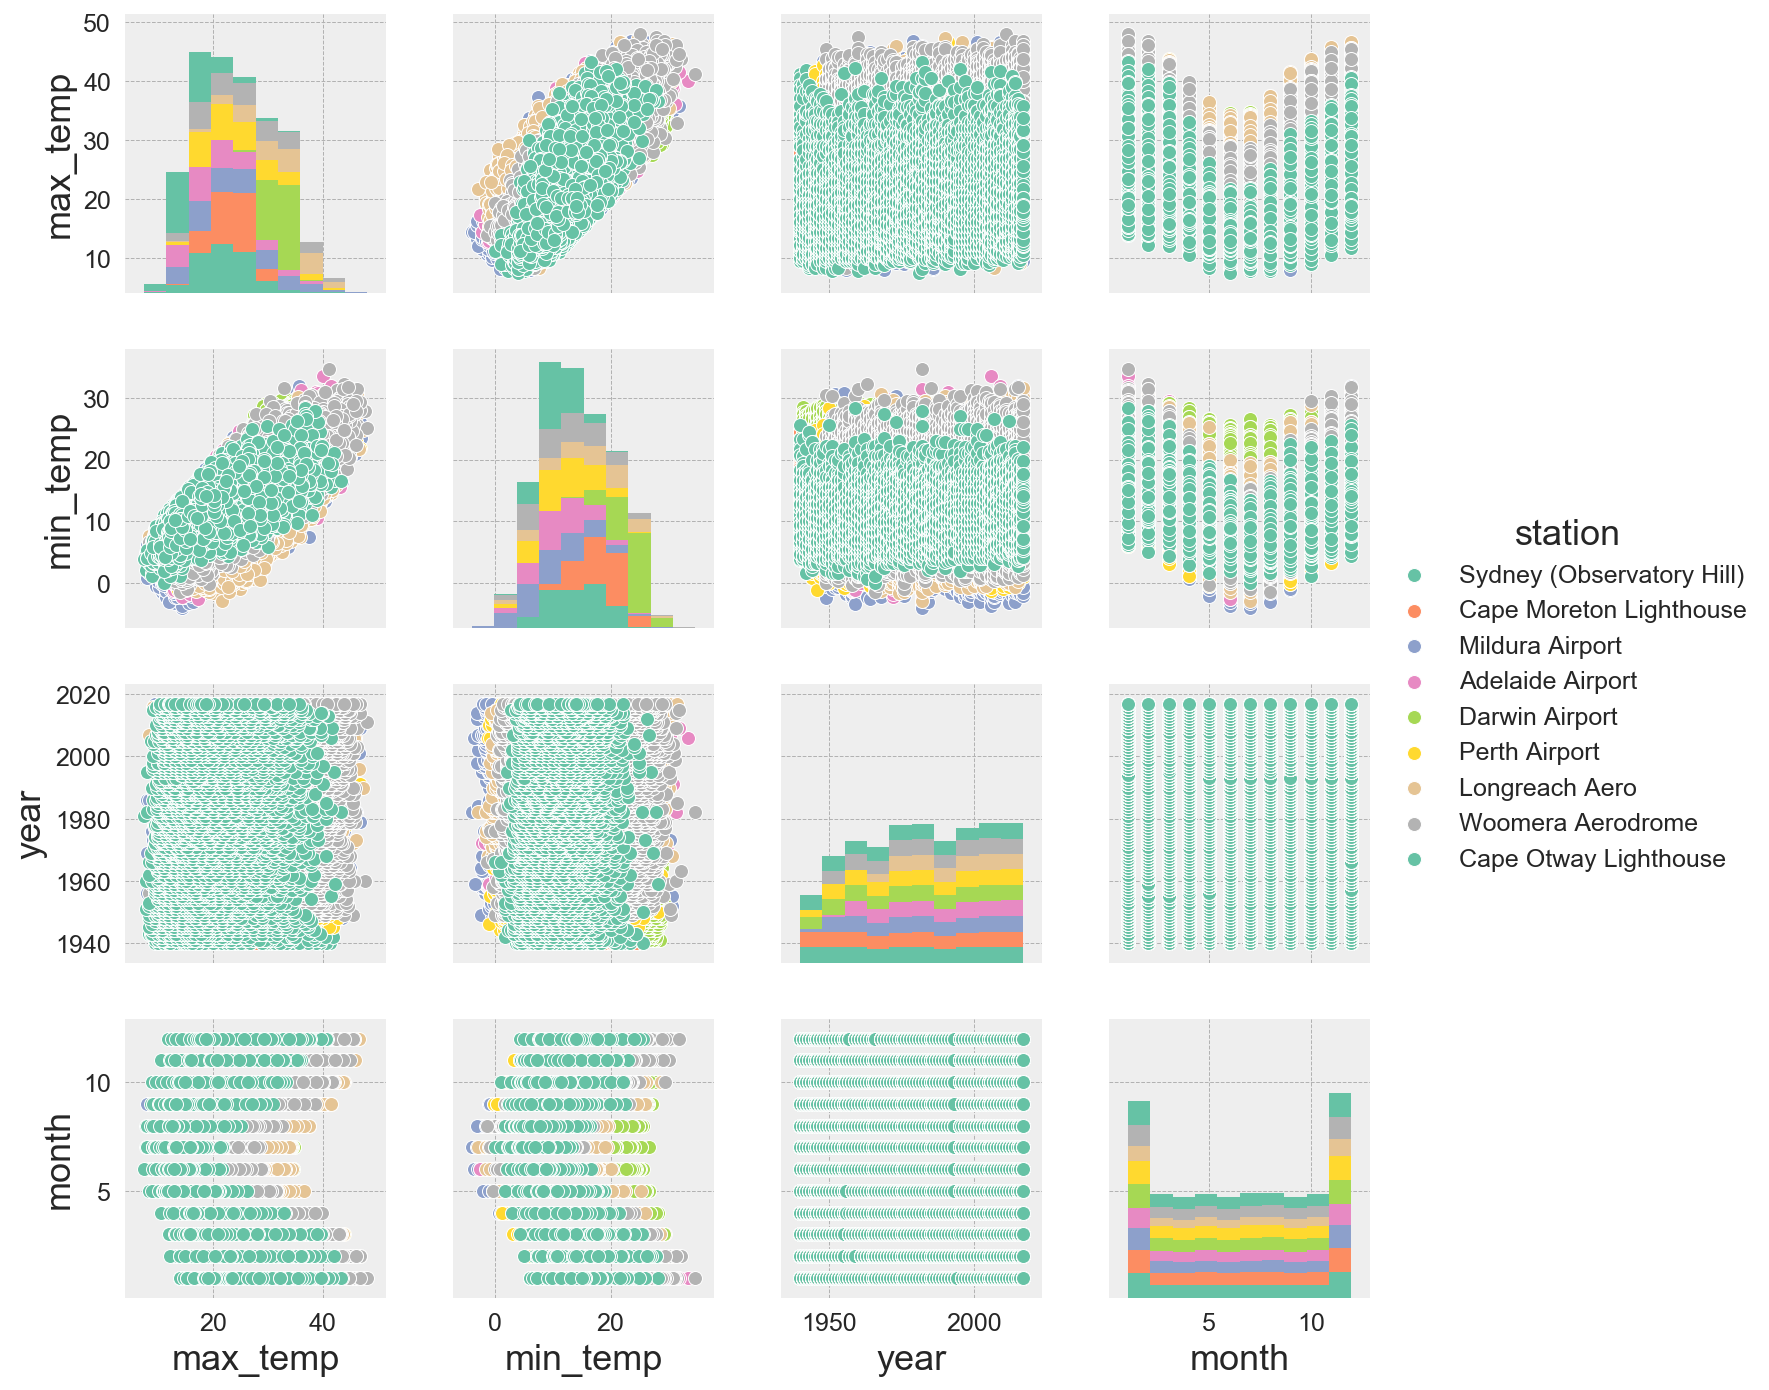 max_temp
50
40
30
20
10
min_temp
30
20
10
0
station
Sydney (Observatory Hill)
Cape Moreton Lighthouse
Mildura Airport
Adelaide Airport
Darwin Airport
Perth Airport
Longreach Aero
Woomera Aerodrome
Cape Otway Lighthouse
year
2020
2000
1980
1960
1940
month
10
5
20 40
0 20
1950 2000
5 10
max_temp
min_temp
year
month